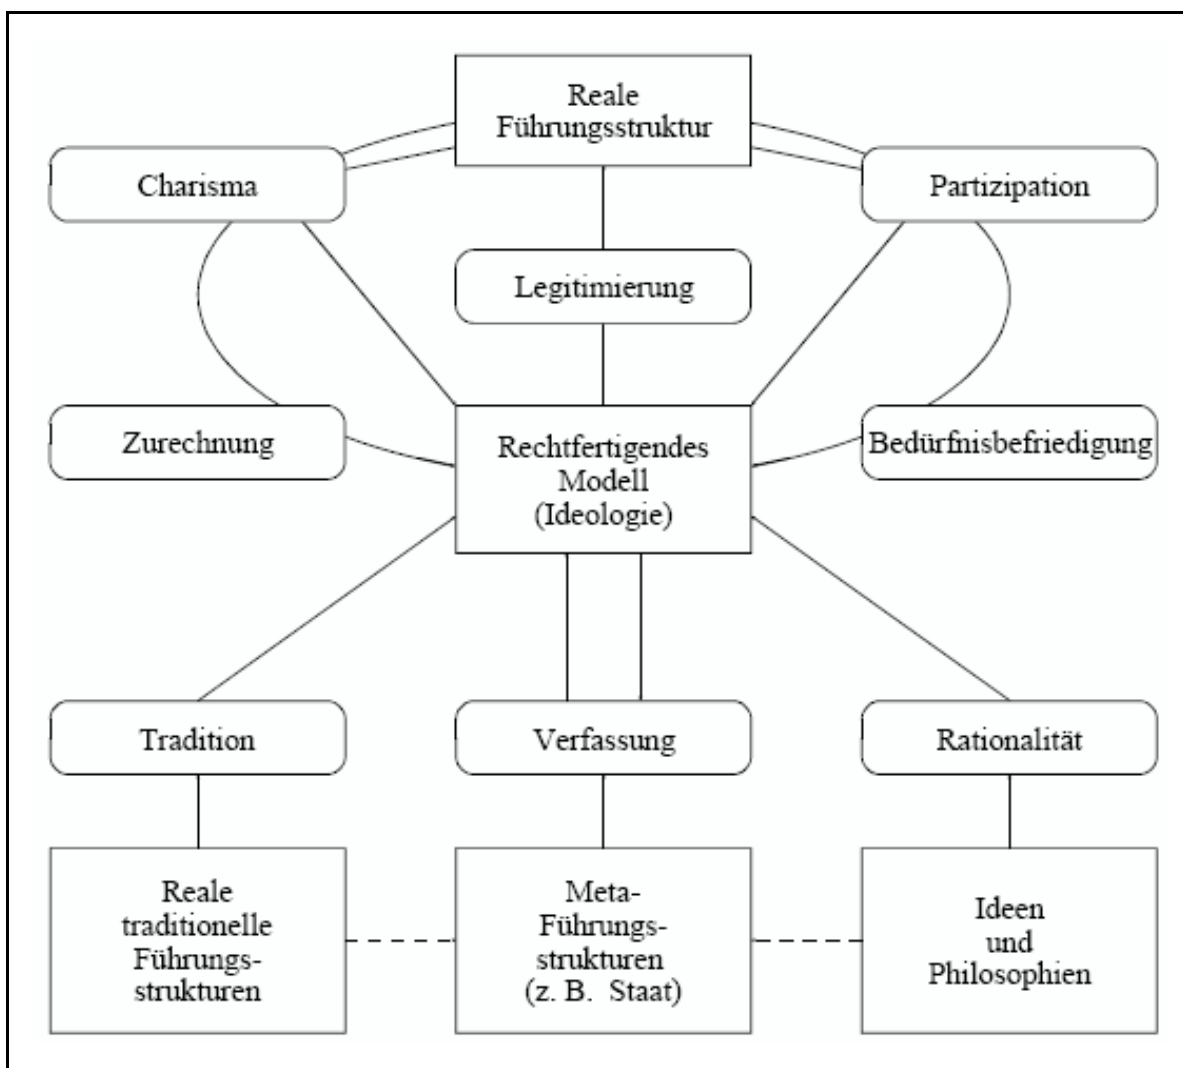 Reale
Führungsstruktur
Charisma
Partizipation
Legitimierung
Zurechnung
Rechtfertigendes
Modell
(Ideologie)
Bedürfnisbefriedigung
Tradition
Verfassung
Rationalität
Reale
traditionelle
Führungs-
strukturen
Meta-
Führungs-
strukturen
(z. B. Staat)
Ideen
und
Philosophien